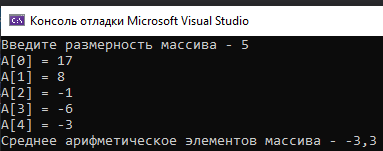 Консоль отладки Microsoft Visual Studio
Введите размерность массива - 5
A[0] = 17
A[1] = 8
A[2] = -1
A[3] = -6
A[4] = -3
Среднее арифметическое элементов массива - -3,3